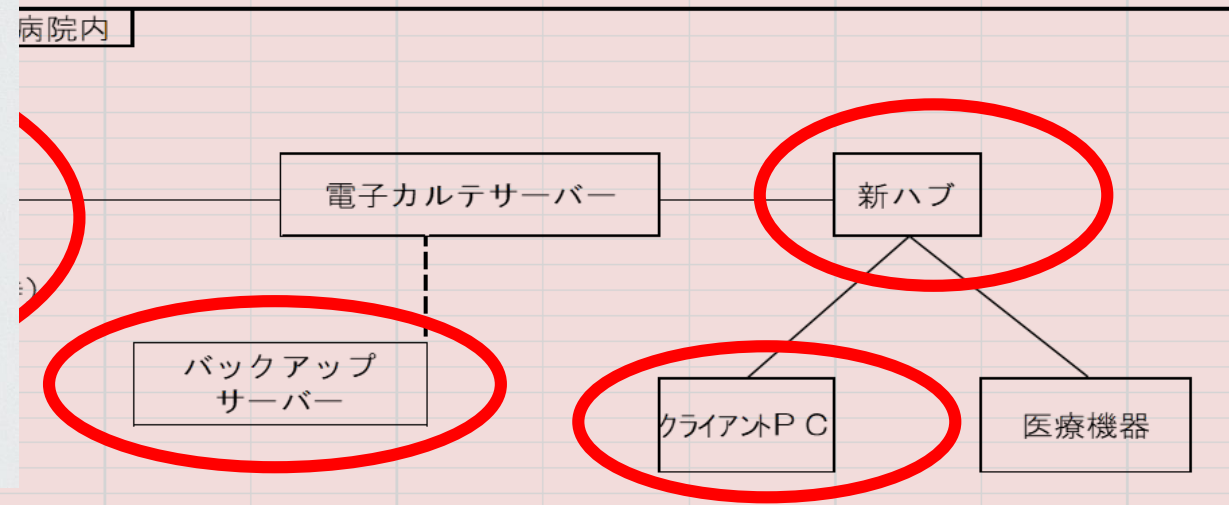 病院内
電子カルテサーバー
新ハブ
バックアップ
サーバー
クライアントPC
医療機器